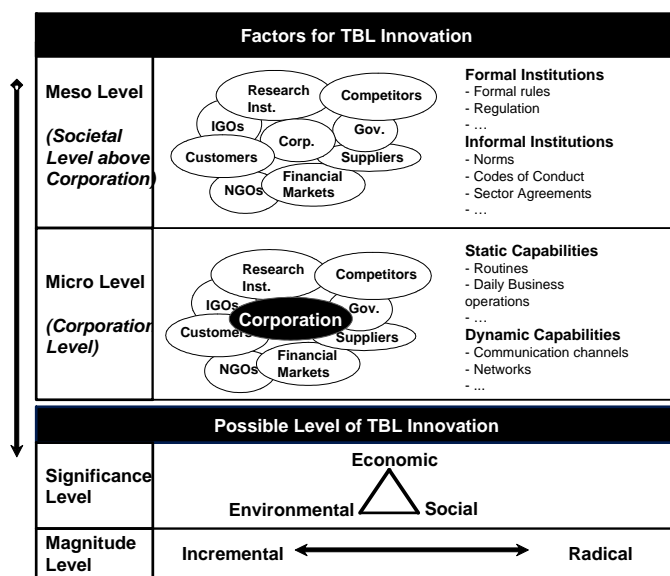 Factors for TBL Innovation
Meso Level
(Societal
Level above
Corporation)
Research
Inst.
Competitors
IGOs
Corp.
Gov.
Customers
Suppliers
NGOs
Financial
Markets
Formal Institutions
- Formal rules
- Regulation
- …
Informal Institutions
- Norms
- Codes of Conduct
- Sector Agreements
- …
Micro Level
(Corporation
Level)
Research
Inst.
Competitors
IGOs
Corporation
Gov.
Customers
Suppliers
NGOs
Financial
Markets
Static Capabilities
- Routines
- Daily Business
operations
- …
Dynamic Capabilities
- Communication channels
- Networks
- ...
Possible Level of TBL Innovation
Significance
Level
Economic
Environmental
Social
Magnitude
Level
Incremental
Radical